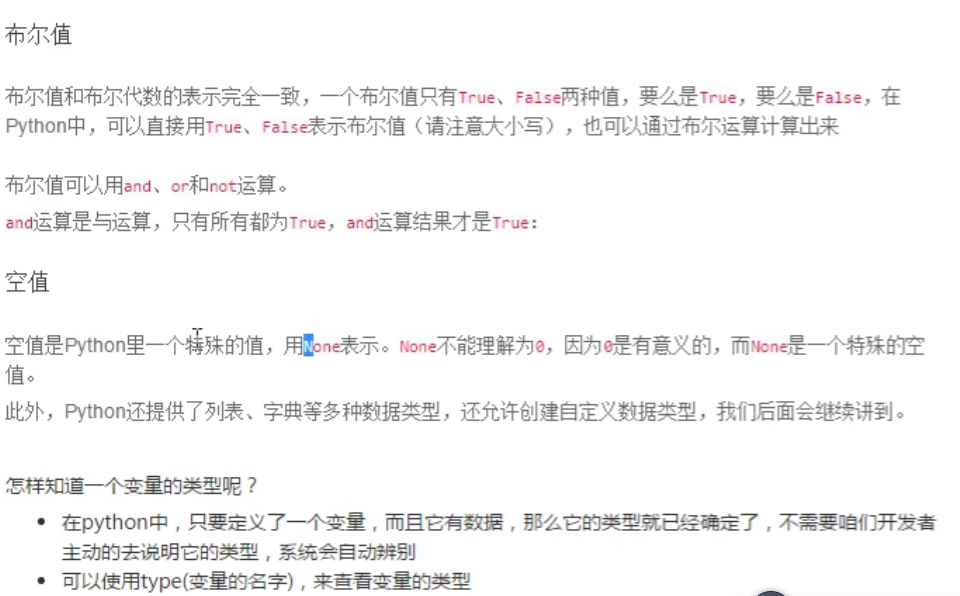 布尔值
布尔值和布尔代数的表示完全一致，一个布尔值只有True、False两种值，要么是True，要么是False，在
Python中，可以直接用True、False表示布尔值（请注意大小写），也可以通过布尔运算计算出来
布尔值可以用and、or和not运算。
and运算是与运算，只有所有都为True，and运算结果才是True：
空值
空值是Python里一个特殊的值，用None表示。None不能理解为0，因为0是有意义的，而None是一个特殊的空
值。
此外，Python还提供了列表、字典等多种数据类型，还允许创建自定义数据类型，我们后面会继续讲到。
怎样知道一个变量的类型呢？
• 在python中，只要定义了一个变量，而且它有数据，那么它的类型就已经确定了，不需要咱们开发者
主动的去说明它的类型，系统会自动辨别
• 可以使用type(变量的名字)，来查看变量的类型